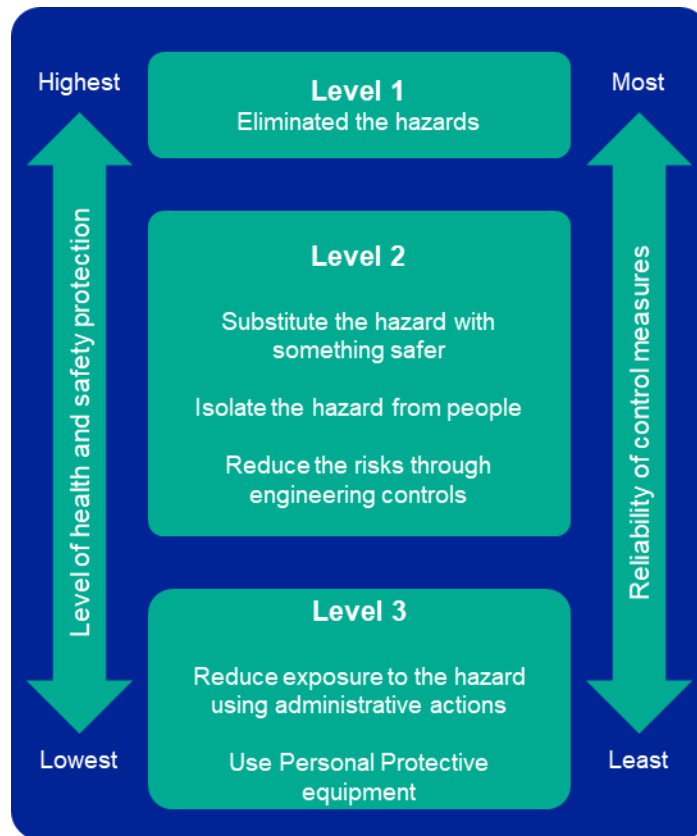 Highest
Level 1
Eliminated the hazards
Most
Level of health and safety protection
Level 2
Substitute the hazard with
something safer
Isolate the hazard from people
Reduce the risks through
engineering controls
Reliability of control measures
Level 3
Reduce exposure to the hazard
using administrative actions
Use Personal Protective
equipment
Lowest
Least